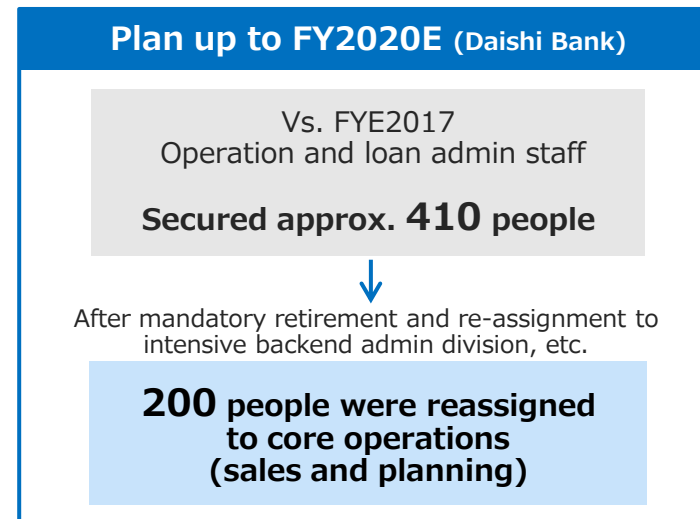 Plan up to FY2020E (Daishi Bank)
Vs. FYE2017
Operation and loan admin staff
Secured approx. 410 people
After mandatory retirement and re-assignment to
intensive backend admin division, etc.
200 people were reassigned
to core operations
(sales and planning)